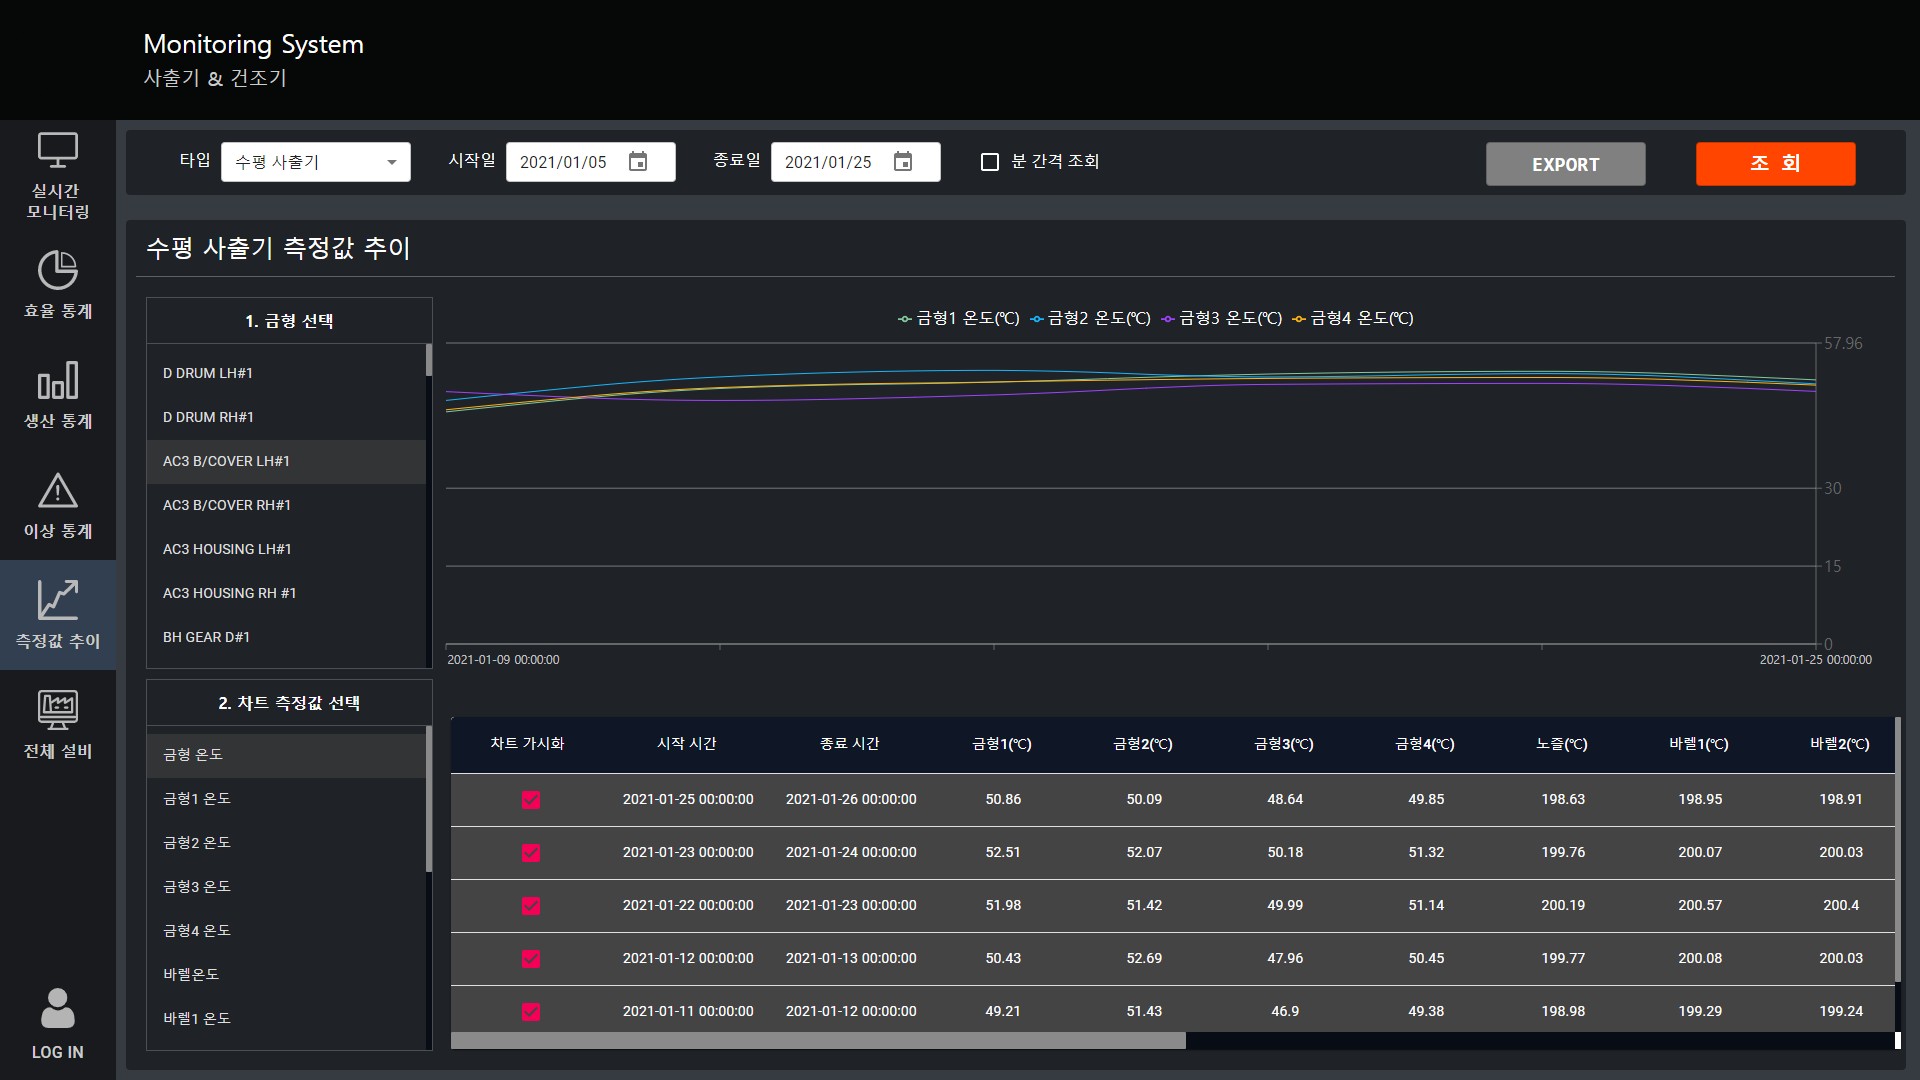 Monitoring System
사출기 & 건조기
실시간
모니터링
효율 통계
생산 통계
이상 통계
측정값 추이
전체 설비
LOG IN
타입 수평 사출기 시작일 2021/01/05 종료일 2021/01/25 분 간격 조회 EXPORT 조 회
수평 사출기 측정값 추이
1. 금형 선택
D DRUM LH#1
D DRUM RH#1
AC3 B/COVER LH#1
AC3 B/COVER RH#1
AC3 HOUSING LH#1
AC3 HOUSING RH #1
BH GEAR D#1
2. 차트 측정값 선택
금형 온도
금형1 온도
금형2 온도
금형3 온도
금형4 온도
바렐온도
바렐1 온도
금형1 온도(℃) 금형2 온도(℃) 금형3 온도(℃) 금형4 온도(℃)
57.96
30
15
0
2021-01-09 00:00:00 2021-01-25 00:00:00
차트 가시화 시작 시간 종료 시간 금형1(℃) 금형2(℃) 금형3(℃) 금형4(℃) 노즐(℃) 바렐1(℃) 바렐2(℃)
2021-01-25 00:00:00 2021-01-26 00:00:00 50.86 50.09 48.64 49.85 198.63 198.95 198.91
2021-01-23 00:00:00 2021-01-24 00:00:00 52.51 52.07 50.18 51.32 199.76 200.07 200.03
2021-01-22 00:00:00 2021-01-23 00:00:00 51.98 51.42 49.99 51.14 200.19 200.57 200.4
2021-01-12 00:00:00 2021-01-13 00:00:00 50.43 52.69 47.96 50.45 199.77 200.08 200.03
2021-01-11 00:00:00 2021-01-12 00:00:00 49.21 51.43 46.9 49.38 198.98 199.29 199.24